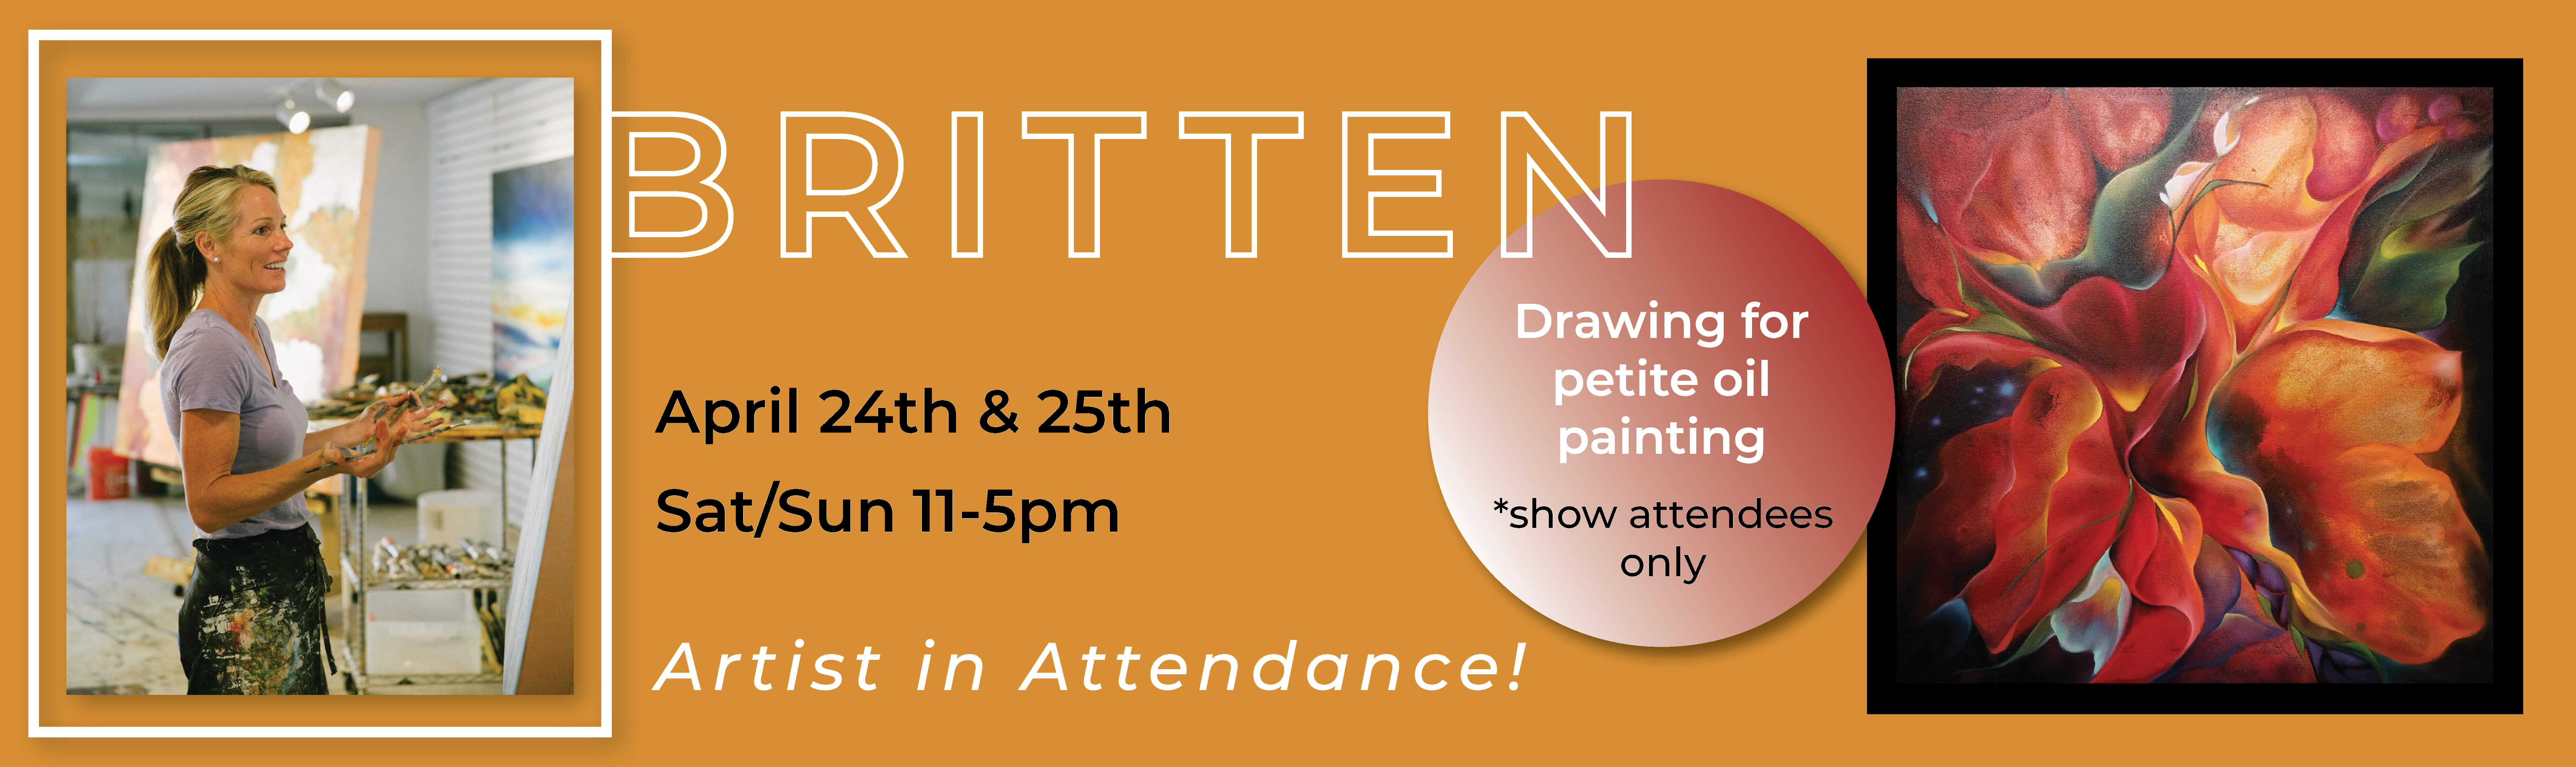 BRITTEN
April 24th & 25th
Sat/Sun 11-5pm
Artist in Attendance!
Drawing for
petite oil
painting
*show attendees
only